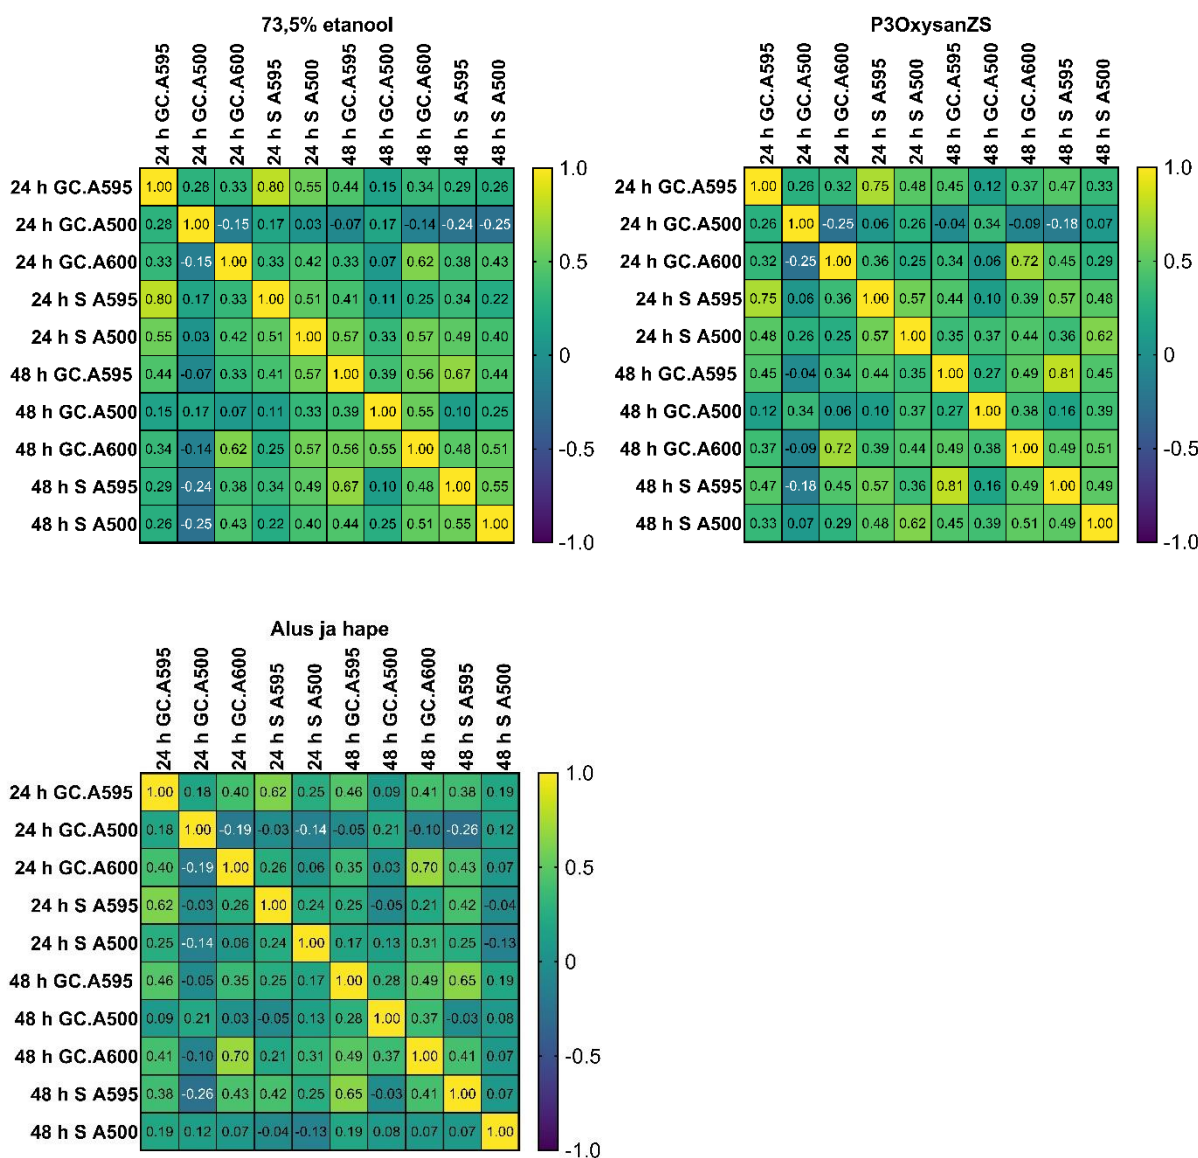 73,5% etanool
24 h GC.A595 24 h GC.A500 24 h GC.A600 24 h S A595 24 h S A500 48 h GC.A595 48 h GC.A500 48 h GC.A600 48 h S A595 48 h S A500
24 h GC.A595 1.00 0.28 0.33 0.80 0.55 0.44 0.15 0.34 0.29 0.26
24 h GC.A500 0.28 1.00 -0.15 0.17 0.03 -0.07 0.17 -0.14 -0.24 -0.25
24 h GC.A600 0.33 -0.15 1.00 0.33 0.42 0.33 0.07 0.62 0.38 0.43
24 h S A595 0.80 0.17 0.33 1.00 0.51 0.41 0.11 0.25 0.34 0.22
24 h S A500 0.55 0.03 0.42 0.51 1.00 0.57 0.33 0.57 0.49 0.40
48 h GC.A595 0.44 -0.07 0.33 0.41 0.57 1.00 0.39 0.56 0.67 0.44
48 h GC.A500 0.15 0.17 0.07 0.11 0.33 0.39 1.00 0.55 0.10 0.25
48 h GC.A600 0.34 -0.14 0.62 0.25 0.57 0.56 0.55 1.00 0.48 0.51
48 h S A595 0.29 -0.24 0.38 0.34 0.49 0.67 0.10 0.48 1.00 0.55
48 h S A500 0.26 -0.25 0.43 0.22 0.40 0.44 0.25 0.51 0.55 1.00
1.0
0.5
0
-0.5
-1.0
P3OxysanZS
24 h GC.A595 24 h GC.A500 24 h GC.A600 24 h S A595 24 h S A500 48 h GC.A595 48 h GC.A500 48 h GC.A600 48 h S A595 48 h S A500
24 h GC.A595 1.00 0.26 0.32 0.75 0.48 0.45 0.12 0.37 0.47 0.33
24 h GC.A500 0.26 1.00 -0.25 0.06 0.26 -0.04 0.34 -0.09 -0.18 0.07
24 h GC.A600 0.32 -0.25 1.00 0.36 0.25 0.34 0.06 0.72 0.45 0.29
24 h S A595 0.75 0.06 0.36 1.00 0.57 0.44 0.10 0.39 0.57 0.48
24 h S A500 0.48 0.26 0.25 0.57 1.00 0.35 0.37 0.44 0.36 0.62
48 h GC.A595 0.45 -0.04 0.34 0.44 0.35 1.00 0.27 0.49 0.81 0.45
48 h GC.A500 0.12 0.34 0.06 0.10 0.37 0.27 1.00 0.38 0.16 0.39
48 h GC.A600 0.37 -0.09 0.72 0.39 0.44 0.49 0.38 1.00 0.49 0.51
48 h S A595 0.47 -0.18 0.45 0.57 0.36 0.81 0.16 0.49 1.00 0.49
48 h S A500 0.33 0.07 0.29 0.48 0.62 0.45 0.39 0.51 0.49 1.00
1.0
0.5
0
-0.5
-1.0
Alus ja hape
24 h GC.A595 24 h GC.A500 24 h GC.A600 24 h S A595 24 h S A500 48 h GC.A595 48 h GC.A500 48 h GC.A600 48 h S A595 48 h S A500
24 h GC.A595 1.00 0.18 0.40 0.62 0.25 0.46 0.09 0.41 0.38 0.19
24 h GC.A500 0.18 1.00 -0.19 -0.03 -0.14 -0.05 0.21 -0.10 -0.26 0.12
24 h GC.A600 0.40 -0.19 1.00 0.26 0.06 0.35 0.03 0.70 0.43 0.07
24 h S A595 0.62 -0.03 0.26 1.00 0.24 0.25 -0.05 0.21 0.42 -0.04
24 h S A500 0.25 -0.14 0.06 0.24 1.00 0.17 0.13 0.31 0.25 -0.13
48 h GC.A595 0.46 -0.05 0.35 0.25 0.17 1.00 0.28 0.49 0.65 0.19
48 h GC.A500 0.09 0.21 0.03 -0.05 0.13 0.28 1.00 0.37 -0.03 0.08
48 h GC.A600 0.41 -0.10 0.70 0.21 0.31 0.49 0.37 1.00 0.41 0.07
48 h S A595 0.38 -0.26 0.43 0.42 0.25 0.65 -0.03 0.41 1.00 0.07
48 h S A500 0.19 0.12 0.07 -0.04 -0.13 0.19 0.08 0.07 0.07 1.00
1.0
0.5
0
-0.5
-1.0